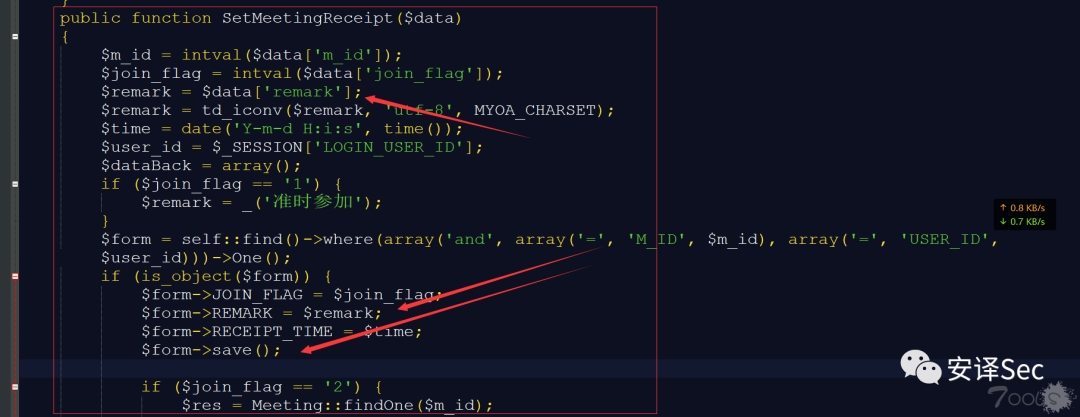 }
public function SetMeetingReceipt($data)
{
$m_id = intval($data['m_id']);
$join_flag = intval($data['join_flag']);
$remark = $data['remark'];
$remark = td_iconv($remark, 'utf-8', MYOA_CHARSET);
$time = date('Y-m-d H:i:s', time());
$user_id = $_SESSION['LOGIN_USER_ID'];
$dataBack = array();
if ($join_flag == '1') {
$remark = _('准时参加');
}
↑ 0.8 KB/s
↓ 0.7 KB/s
$form = self::find()->where(array('and', array('=', 'M_ID', $m_id), array('=', 'USER_ID',
$user_id)))->One();
if (is_object($form)) {
$form->JOIN_FLAG = $join_flag;
$form->REMARK = $remark;
$form->RECEIPT_TIME = $time;
$form->save();
安译Sec
if ($join_flag == '2') {
$res = Meeting::findOne($m_id);